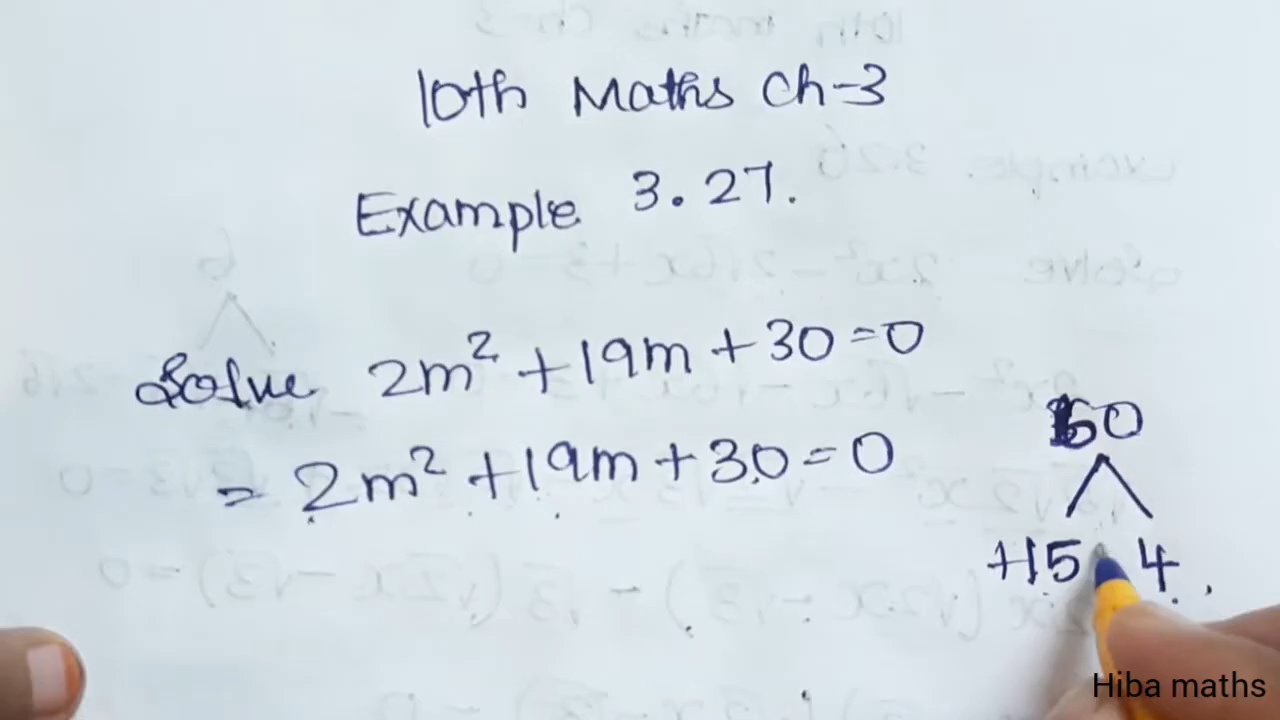 10th Maths Ch-3
Example 3.27.
Solve 2m² + 19m + 30 = 0
= 2m² + 19m + 30 = 0
60
+15 4
Hiba maths